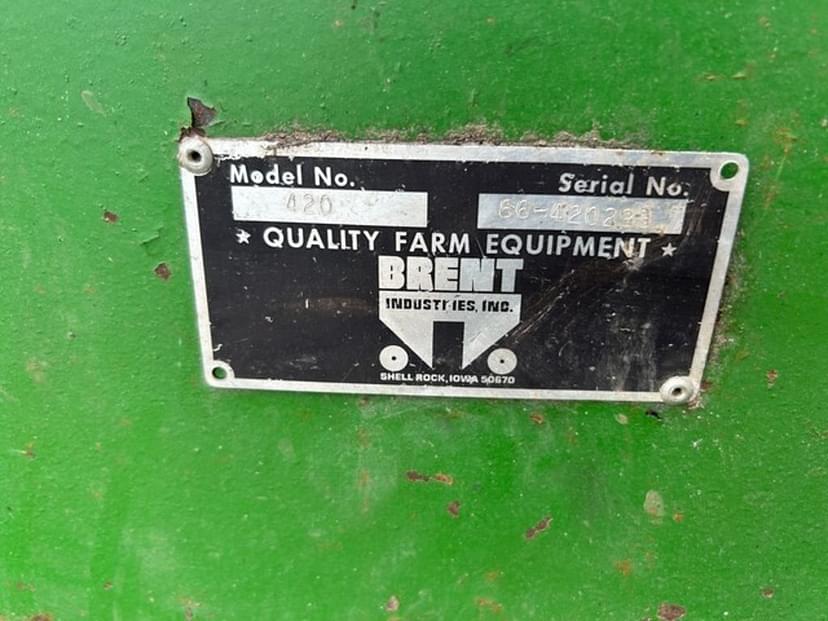 Model No. Serial No.
420
★ QUALITY FARM EQUIPMENT ★
BRENT
INDUSTRIES, INC.
SHELL ROCK, IOWA 50670